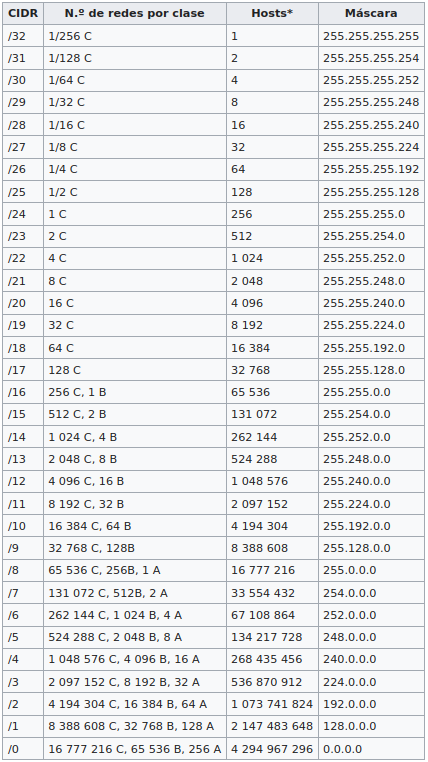 CIDR N.º de redes por clase Hosts* Máscara
/32 1/256 C 1 255.255.255.255
/31 1/128 C 2 255.255.255.254
/30 1/64 C 4 255.255.255.252
/29 1/32 C 8 255.255.255.248
/28 1/16 C 16 255.255.255.240
/27 1/8 C 32 255.255.255.224
/26 1/4 C 64 255.255.255.192
/25 1/2 C 128 255.255.255.128
/24 1 C 256 255.255.255.0
/23 2 C 512 255.255.254.0
/22 4 C 1 024 255.255.252.0
/21 8 C 2 048 255.255.248.0
/20 16 C 4 096 255.255.240.0
/19 32 C 8 192 255.255.224.0
/18 64 C 16 384 255.255.192.0
/17 128 C 32 768 255.255.128.0
/16 256 C, 1 B 65 536 255.255.0.0
/15 512 C, 2 B 131 072 255.254.0.0
/14 1 024 C, 4 B 262 144 255.252.0.0
/13 2 048 C, 8 B 524 288 255.248.0.0
/12 4 096 C, 16 B 1 048 576 255.240.0.0
/11 8 192 C, 32 B 2 097 152 255.224.0.0
/10 16 384 C, 64 B 4 194 304 255.192.0.0
/9 32 768 C, 128B 8 388 608 255.128.0.0
/8 65 536 C, 256B, 1 A 16 777 216 255.0.0.0
/7 131 072 C, 512B, 2 A 33 554 432 254.0.0.0
/6 262 144 C, 1 024 B, 4 A 67 108 864 252.0.0.0
/5 524 288 C, 2 048 B, 8 A 134 217 728 248.0.0.0
/4 1 048 576 C, 4 096 B, 16 A 268 435 456 240.0.0.0
/3 2 097 152 C, 8 192 B, 32 A 536 870 912 224.0.0.0
/2 4 194 304 C, 16 384 B, 64 A 1 073 741 824 192.0.0.0
/1 8 388 608 C, 32 768 B, 128 A 2 147 483 648 128.0.0.0
/0 16 777 216 C, 65 536 B, 256 A 4 294 967 296 0.0.0.0